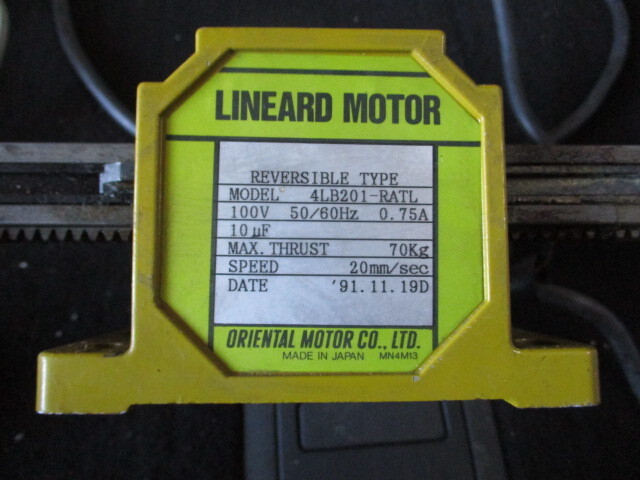 LINEARD MOTOR
REVERSIBLE TYPE
MODEL 4LB201-RATL
100V 50/60Hz 0.75A
10μF
MAX. THRUST 70Kg
SPEED 20mm/sec
DATE '91.11.19D
ORIENTAL MOTOR CO., LTD.
MADE IN JAPAN MN4M13